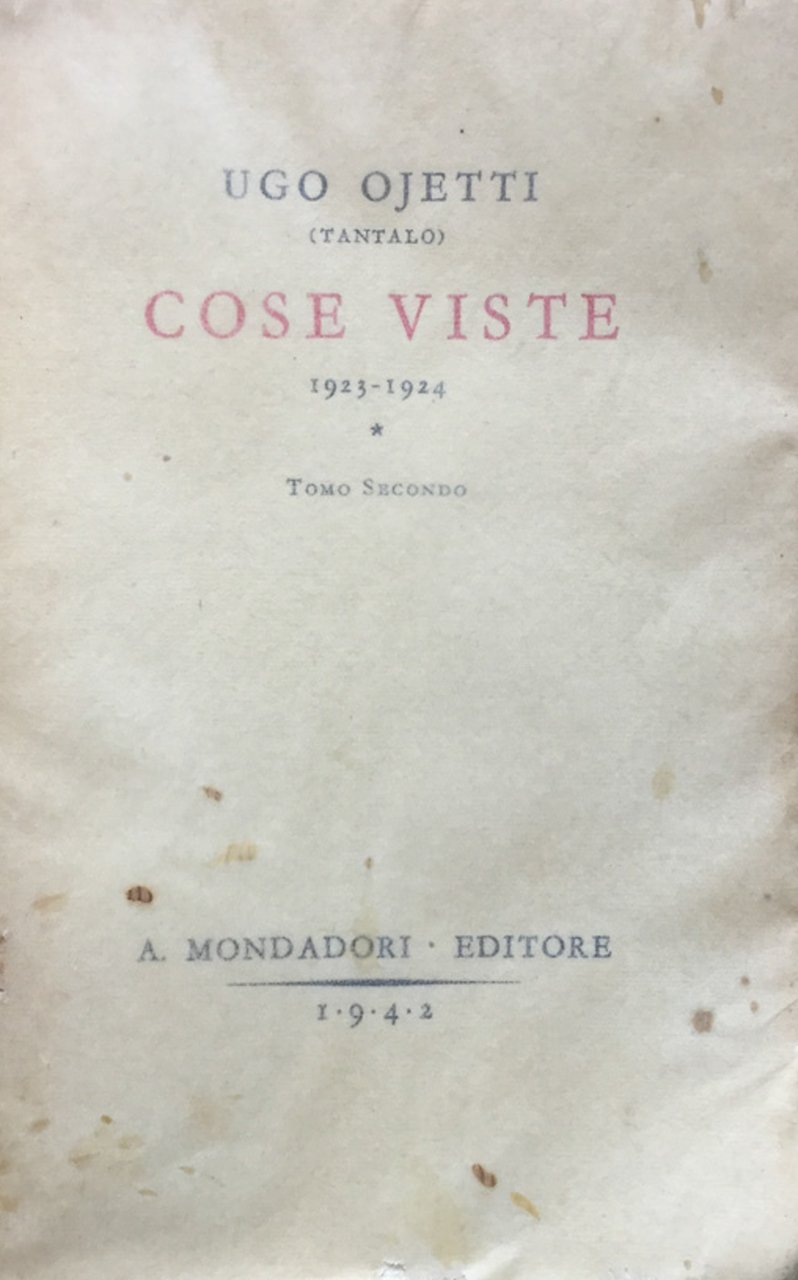 UGO OJETTI
(TANTALO)
COSE VISTE
1923-1924
*
TOMO SECONDO
A. MONDADORI · EDITORE
1·9·4·2